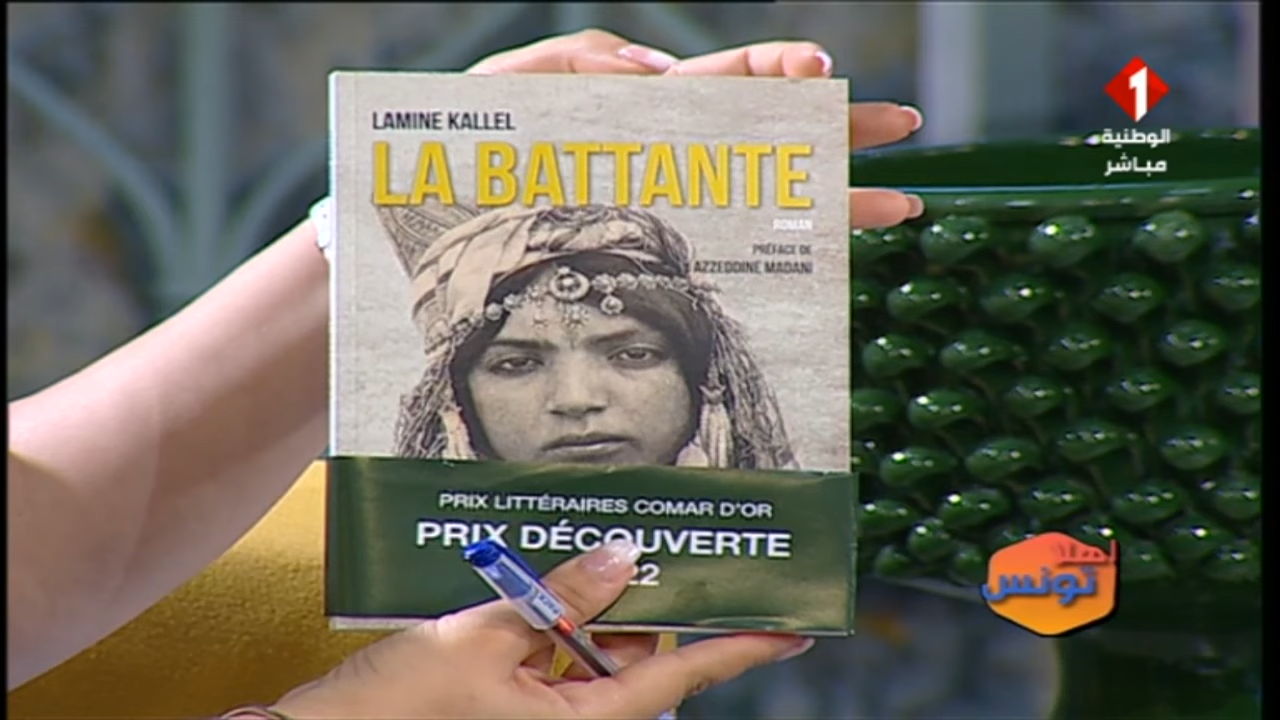 LAMINE KALLEL
LA BATTANTE
ROMAN
PRÉFACE DE
AZZEDDINE MADANI
PRIX LITTÉRAIRES COMAR D'OR
PRIX DÉCOUVERTE
22
1
الوطنية
مباشر
أهلا
تونس